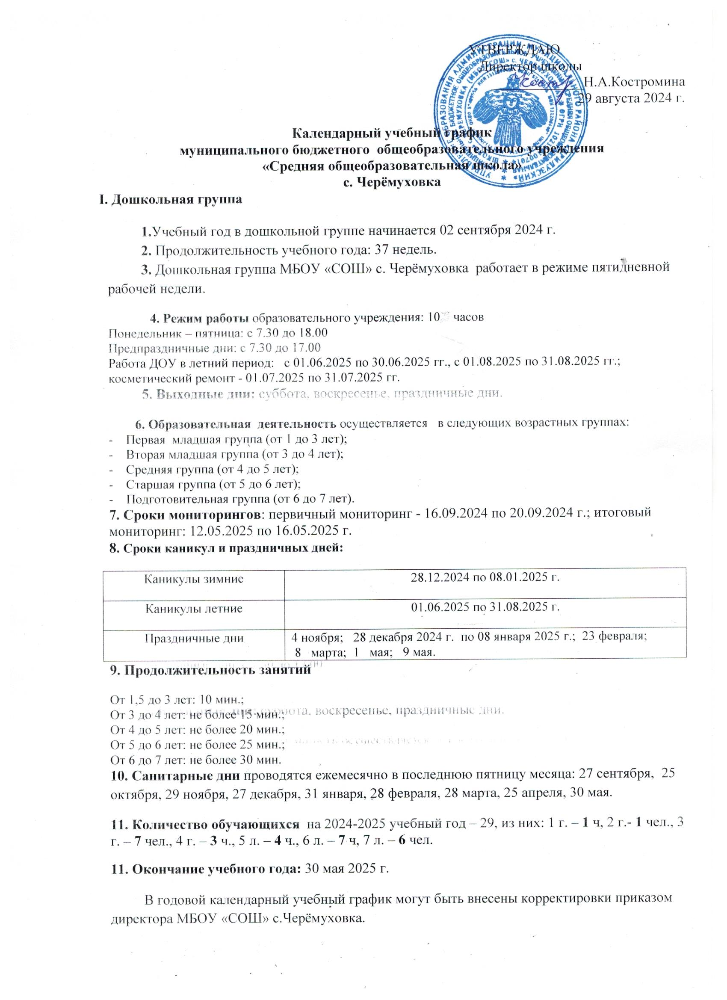 УТВЕРЖДАЮ
Директор школы
Н.А.Костромина
29 августа 2024 г.
Календарный учебный график
муниципального бюджетного общеобразовательного учреждения
«Средняя общеобразовательная школа»
с. Черёмуховка
I. Дошкольная группа
1.Учебный год в дошкольной группе начинается 02 сентября 2024 г.
2. Продолжительность учебного года: 37 недель.
3. Дошкольная группа МБОУ «СОШ» с. Черёмуховка работает в режиме пятидневной
рабочей недели.
4. Режим работы образовательного учреждения: 10 часов
Понедельник – пятница: с 7.30 до 18.00
Предпраздничные дни: с 7.30 до 17.00
Работа ДОУ в летний период: с 01.06.2025 по 30.06.2025 гг., с 01.08.2025 по 31.08.2025 гг.;
косметический ремонт - 01.07.2025 по 31.07.2025 гг.
5. Выходные дни: суббота, воскресенье, праздничные дни.
6. Образовательная деятельность осуществляется в следующих возрастных группах:
- Первая младшая группа (от 1 до 3 лет);
- Вторая младшая группа (от 3 до 4 лет);
- Средняя группа (от 4 до 5 лет);
- Старшая группа (от 5 до 6 лет);
- Подготовительная группа (от 6 до 7 лет).
7. Сроки мониторингов: первичный мониторинг - 16.09.2024 по 20.09.2024 г.; итоговый
мониторинг: 12.05.2025 по 16.05.2025 г.
8. Сроки каникул и праздничных дней:
Каникулы зимние 28.12.2024 по 08.01.2025 г.
Каникулы летние 01.06.2025 по 31.08.2025 г.
Праздничные дни 4 ноября; 28 декабря 2024 г. по 08 января 2025 г.; 23 февраля;
8 марта; 1 мая; 9 мая.
9. Продолжительность занятий
От 1,5 до 3 лет: 10 мин.;
От 3 до 4 лет: не более 15 мин.;
От 4 до 5 лет: не более 20 мин.;
От 5 до 6 лет: не более 25 мин.;
От 6 до 7 лет: не более 30 мин.
10. Санитарные дни проводятся ежемесячно в последнюю пятницу месяца: 27 сентября, 25
октября, 29 ноября, 27 декабря, 31 января, 28 февраля, 28 марта, 25 апреля, 30 мая.
11. Количество обучающихся на 2024-2025 учебный год – 29, из них: 1 г. – 1 ч, 2 г.- 1 чел., 3
г. – 7 чел., 4 г. – 3 ч., 5 л. – 4 ч., 6 л. – 7 ч, 7 л. – 6 чел.
11. Окончание учебного года: 30 мая 2025 г.
В годовой календарный учебный график могут быть внесены корректировки приказом
директора МБОУ «СОШ» с.Черёмуховка.